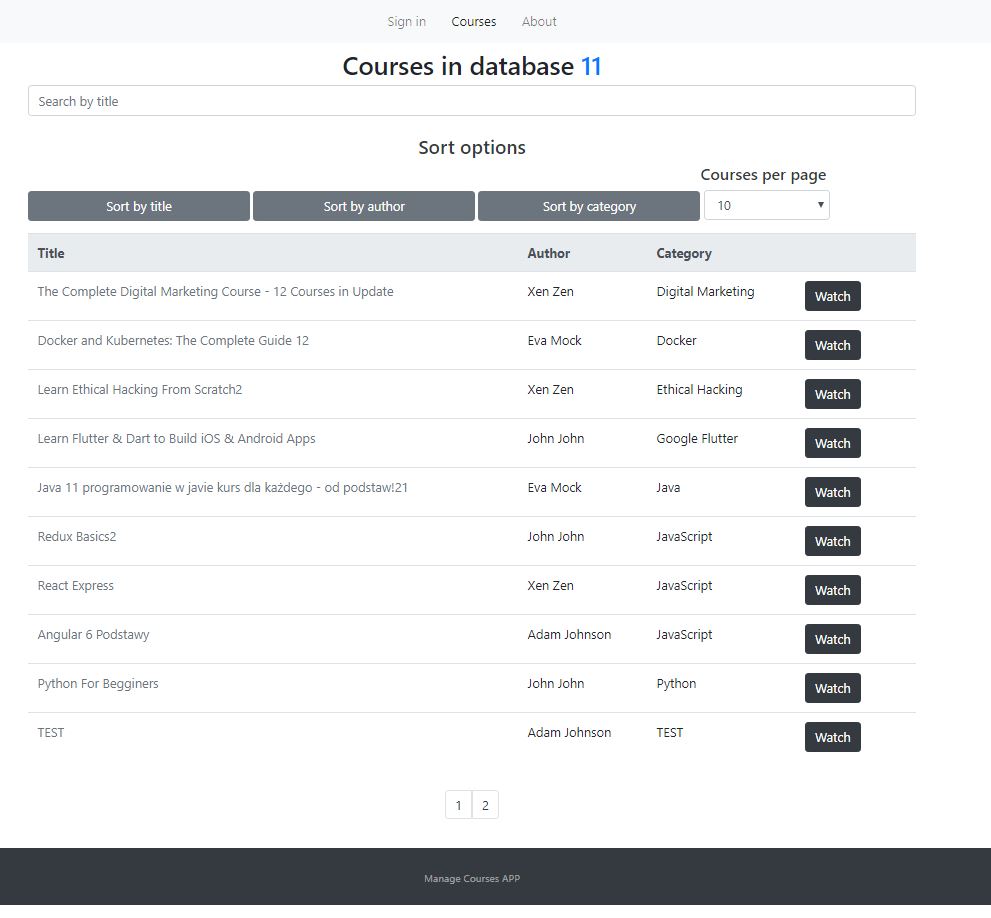 Sign in Courses About
Courses in database 11
Search by title
Sort options
Courses per page
Sort by title Sort by author Sort by category 10
Title Author Category
The Complete Digital Marketing Course - 12 Courses in Update Xen Zen Digital Marketing Watch
Docker and Kubernetes: The Complete Guide 12 Eva Mock Docker Watch
Learn Ethical Hacking From Scratch2 Xen Zen Ethical Hacking Watch
Learn Flutter & Dart to Build iOS & Android Apps John John Google Flutter Watch
Java 11 programowanie w javie kurs dla każdego - od podstaw!21 Eva Mock Java Watch
Redux Basics2 John John JavaScript Watch
React Express Xen Zen JavaScript Watch
Angular 6 Podstawy Adam Johnson JavaScript Watch
Python For Begginers John John Python Watch
TEST Adam Johnson TEST Watch
1 2
Manage Courses APP